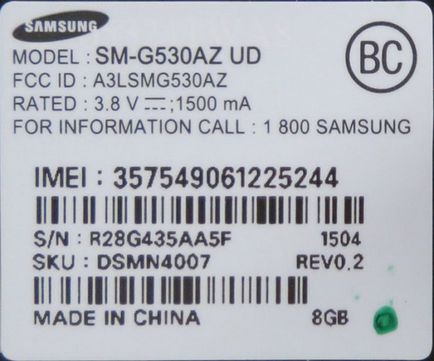 SAMSUNG
MODEL : SM-G530AZ UD
BC
FCC ID : A3LSMG530AZ
RATED : 3.8 V ⎓;1500 mA
FOR INFORMATION CALL : 1 800 SAMSUNG
IMEI : 357549061225244
S/N : R28G435AA5F 1504
SKU : DSMN4007 REV0.2
MADE IN CHINA 8GB